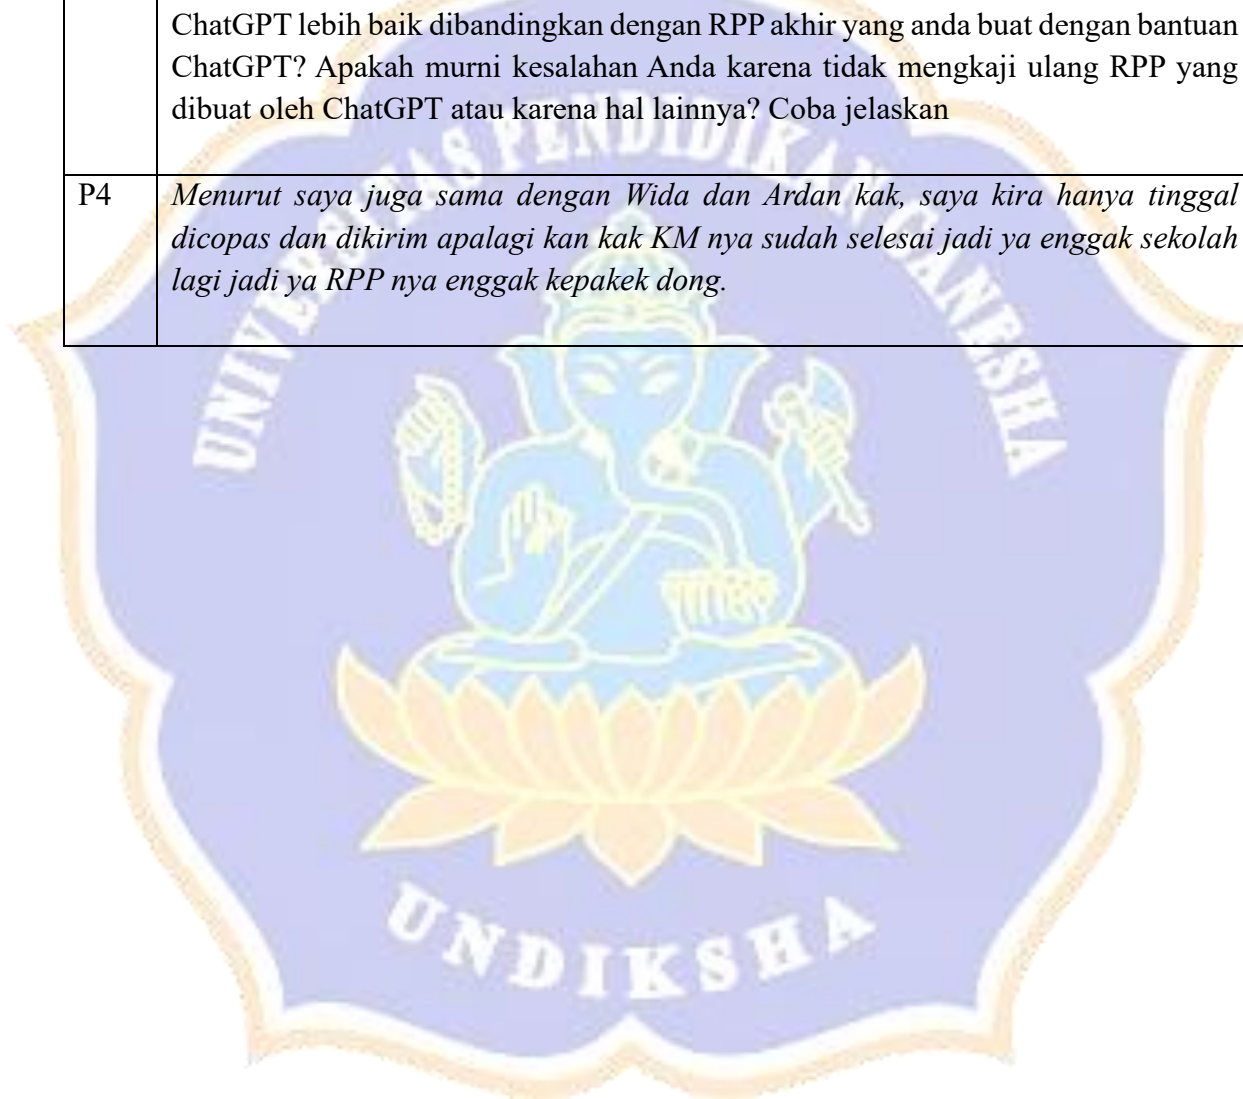 ChatGPT lebih baik dibandingkan dengan RPP akhir yang anda buat dengan bantuan
ChatGPT? Apakah murni kesalahan Anda karena tidak mengkaji ulang RPP yang
dibuat oleh ChatGPT atau karena hal lainnya? Coba jelaskan
P4 Menurut saya juga sama dengan Wida dan Ardan kak, saya kira hanya tinggal
dicopas dan dikirim apalagi kan kak KM nya sudah selesai jadi ya enggak sekolah
lagi jadi ya RPP nya enggak kepakek dong.
UNIVERSITAS PENDIDIKAN GANESHA
UNDIKSHA